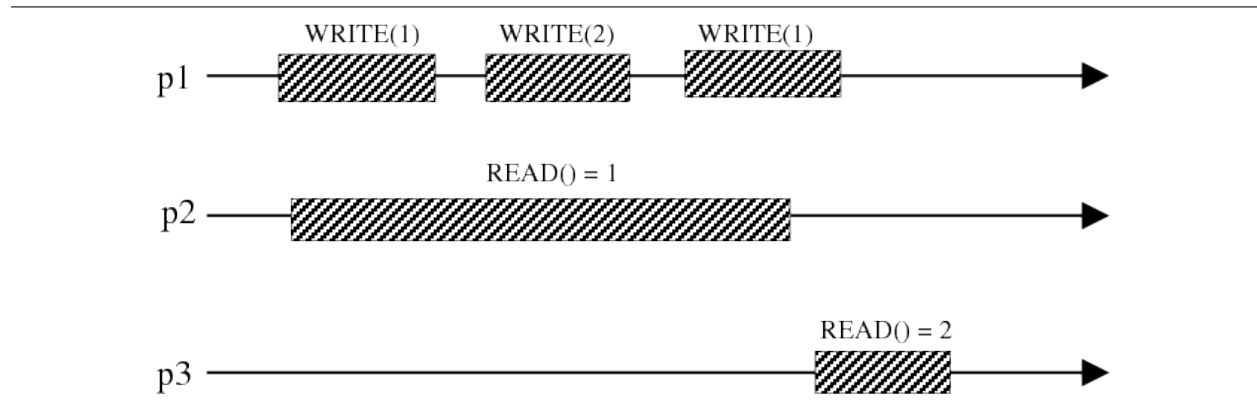 WRITE(1) WRITE(2) WRITE(1)
p1
READ() = 1
p2
READ() = 2
p3